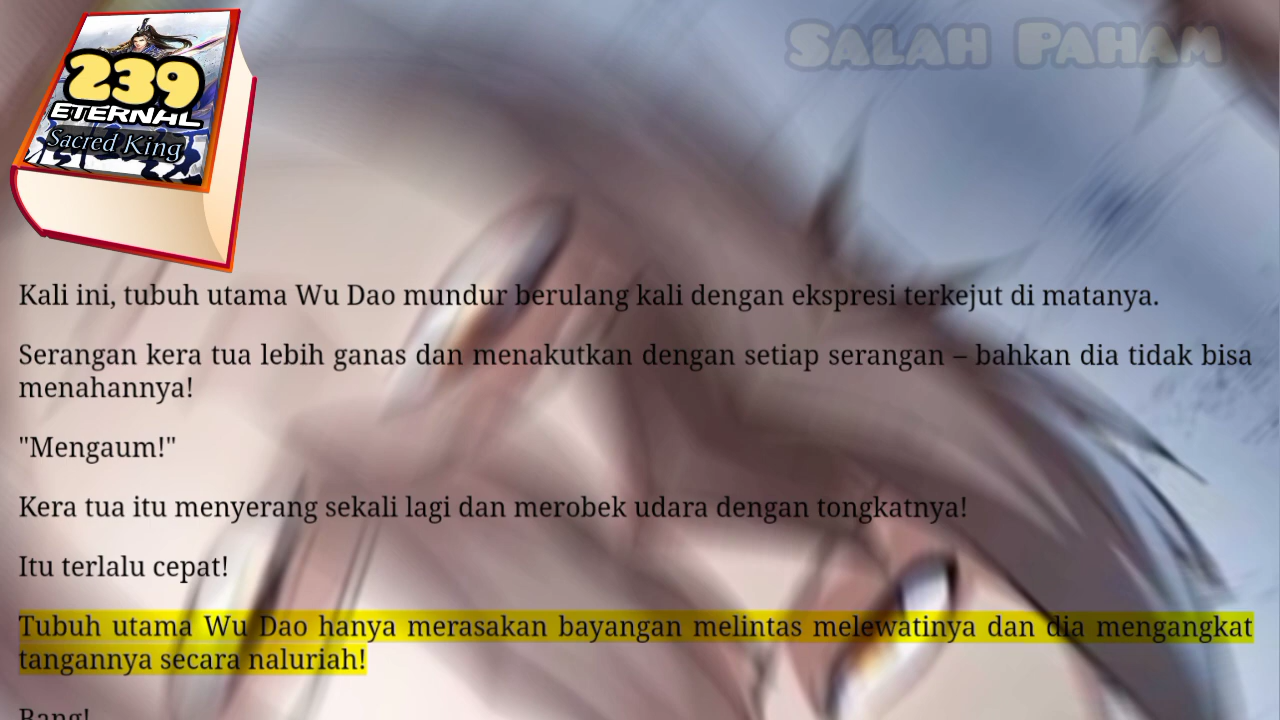 SALAH PAHAM
239
ETERNAL
Sacred King
Kali ini, tubuh utama Wu Dao mundur berulang kali dengan ekspresi terkejut di matanya.
Serangan kera tua lebih ganas dan menakutkan dengan setiap serangan – bahkan dia tidak bisa
menahannya!
"Mengaum!"
Kera tua itu menyerang sekali lagi dan merobek udara dengan tongkatnya!
Itu terlalu cepat!
Tubuh utama Wu Dao hanya merasakan bayangan melintas melewatinya dan dia mengangkat
tangannya secara naluriah!
Bang!